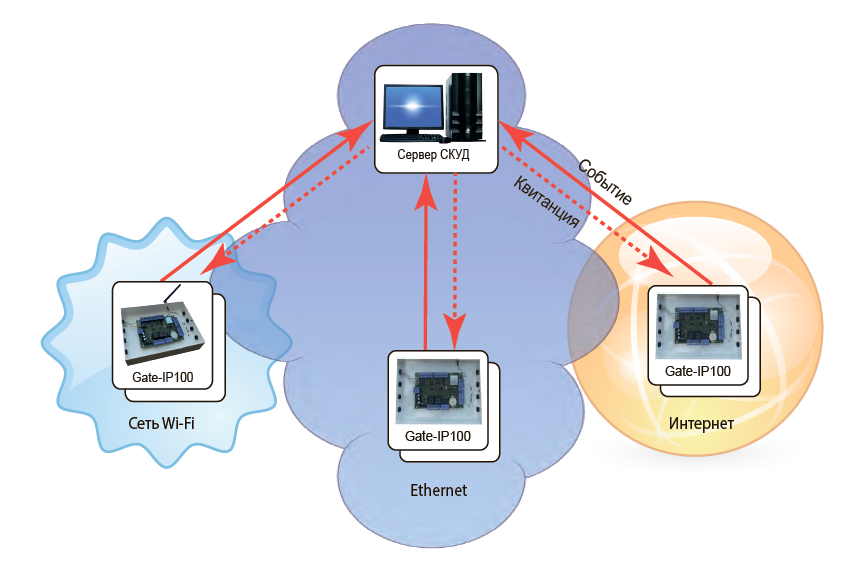 Сервер СКУД
Событие
Квитанция
Gate-IP100
Сеть Wi-Fi
Gate-IP100
Ethernet
Gate-IP100
Интернет